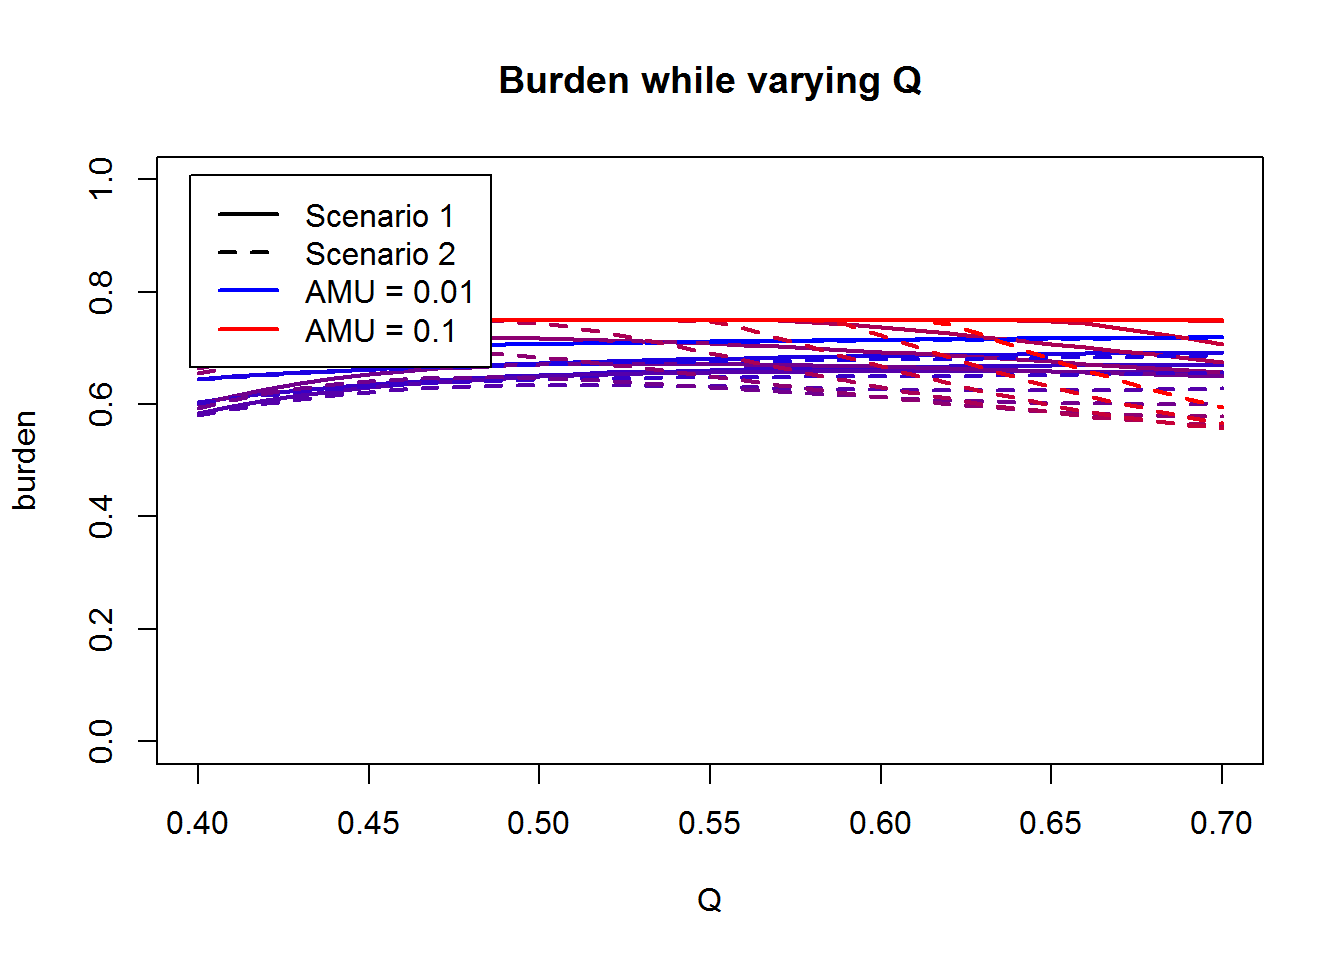 Burden while varying Q
burden
1.0
0.8
0.6
0.4
0.2
0.0
Scenario 1
Scenario 2
AMU = 0.01
AMU = 0.1
0.40 0.45 0.50 0.55 0.60 0.65 0.70
Q